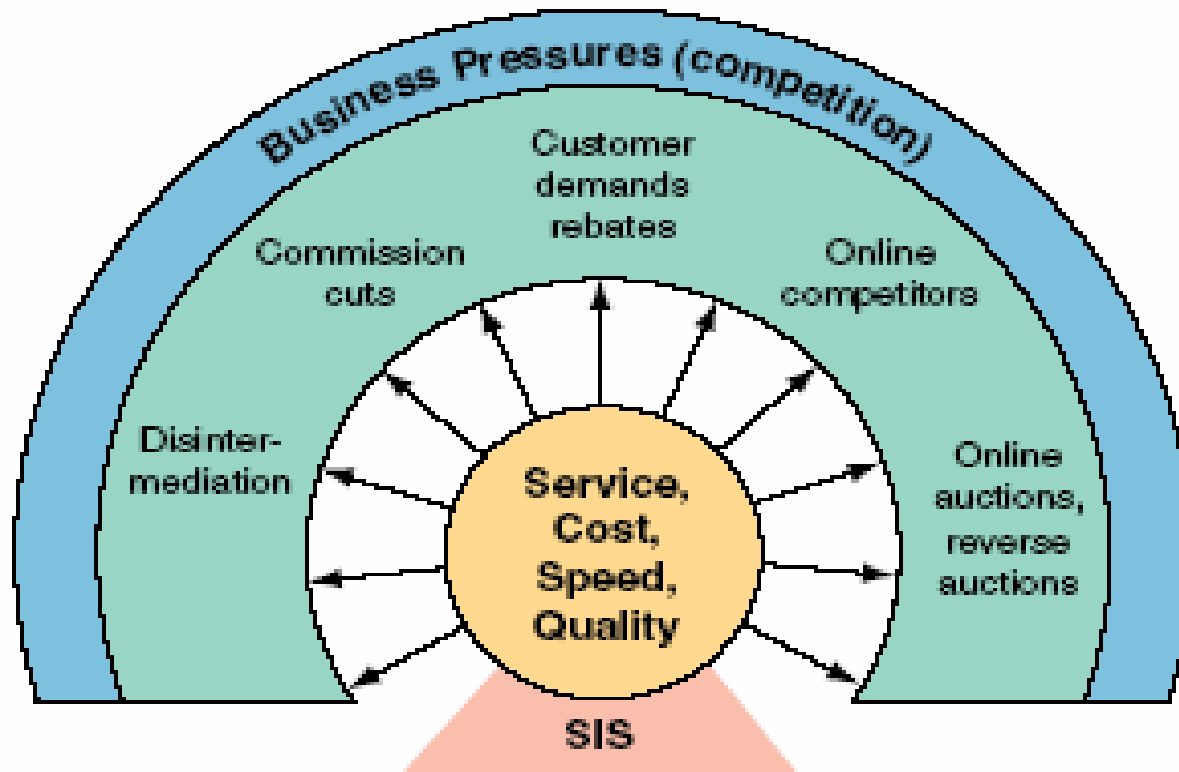 Business Pressures (competition)
Customer
demands
rebates
Commission
cuts
Online
competitors
Disinter-
mediation
Online
auctions,
reverse
auctions
Service,
Cost,
Speed,
Quality
SIS